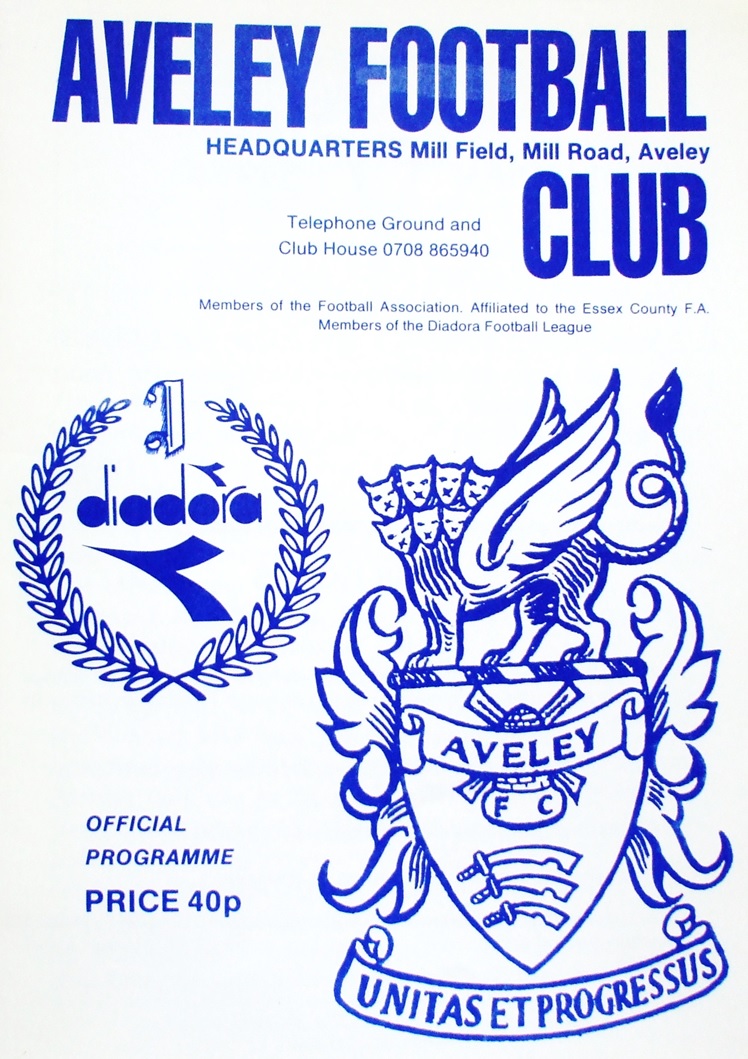 AVELEY FOOTBALL
HEADQUARTERS Mill Field, Mill Road, Aveley
CLUB
Telephone Ground and
Club House 0708 865940
Members of the Football Association. Affiliated to the Essex County F.A.
Members of the Diadora Football League
diadora
AVELEY
F C
OFFICIAL
PROGRAMME
PRICE 40p
UNITAS ET PROGRESSUS